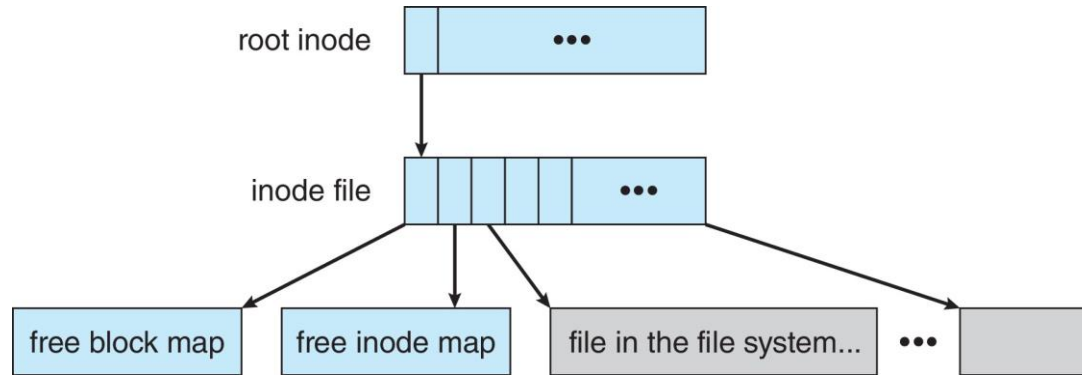 root inode
•••
inode file
•••
free block map
free inode map
file in the file system...
•••